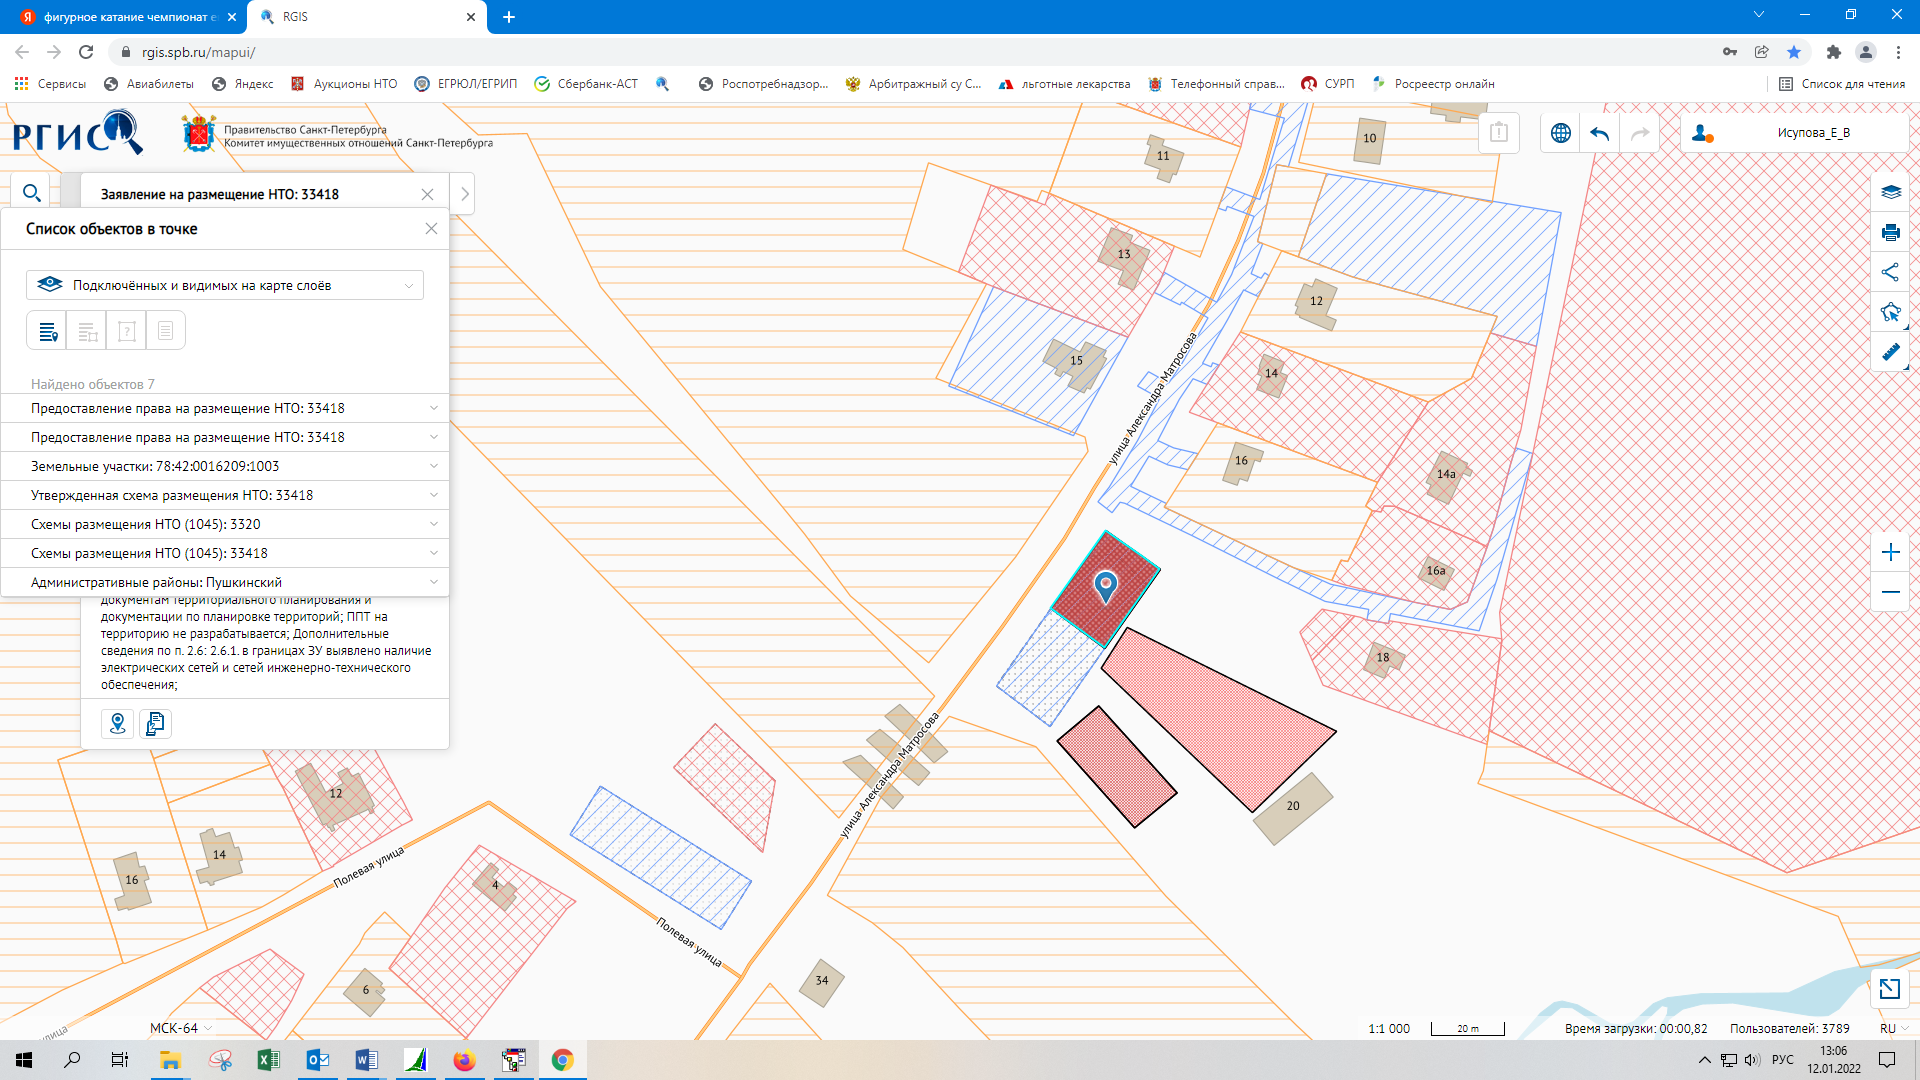 фигурное катание чемпионат е
RGIS
rgis.spb.ru/mapui/
Сервисы
Авиабилеты
Яндекс
Аукционы НТО
ЕГРЮЛ/ЕГРИП
Сбербанк-АСТ
Роспотребнадзор...
Арбитражный су С...
льготные лекарства
Телефонный справ...
СУРП
Росреестр онлайн
Список для чтения
РГИС
Правительство Санкт-Петербурга
Комитет имущественных отношений Санкт-Петербурга
Исупова_Е_В
Заявление на размещение НТО: 33418
Список объектов в точке
Подключённых и видимых на карте слоёв
Найдено объектов 7
Предоставление права на размещение НТО: 33418
Предоставление права на размещение НТО: 33418
Земельные участки: 78:42:0016209:1003
Утвержденная схема размещения НТО: 33418
Схемы размещения НТО (1045): 3320
Схемы размещения НТО (1045): 33418
Административные районы: Пушкинский
документам территориального планирования и
документации по планировке территорий; ППТ на
территорию не разрабатывается; Дополнительные
сведения по п. 2.6: 2.6.1. в границах ЗУ выявлено наличие
электрических сетей и сетей инженерно-технического
обеспечения;
10
11
13
12
15
14
16
14а
16а
18
20
улица Александра Матросова
улица Александра Матросова
12
14
16
4
6
34
Полевая улица
Полевая улица
улица
МСК-64
1:1 000
20 m
Время загрузки: 00:00,82
Пользователей: 3789
RU
РУС
13:06
12.01.2022